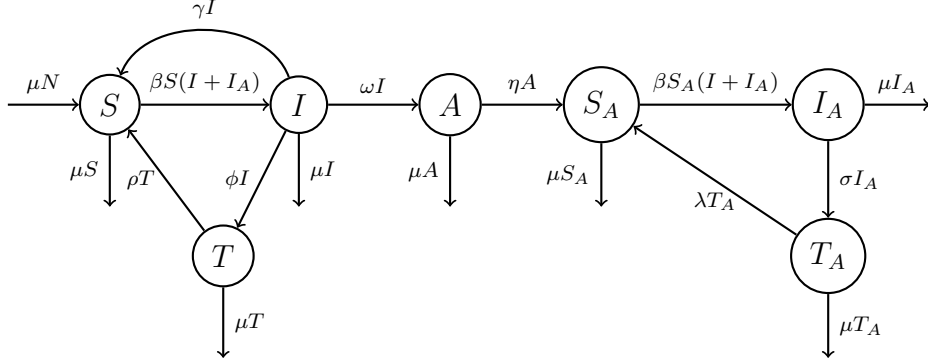 γI
μN
S
βS(I + I_A)
I
ωI
A
ηA
S_A
βS_A(I + I_A)
I_A
μI_A
μS
ρT
ϕI
μI
μA
μS_A
λT_A
σI_A
T
T_A
μT
μT_A